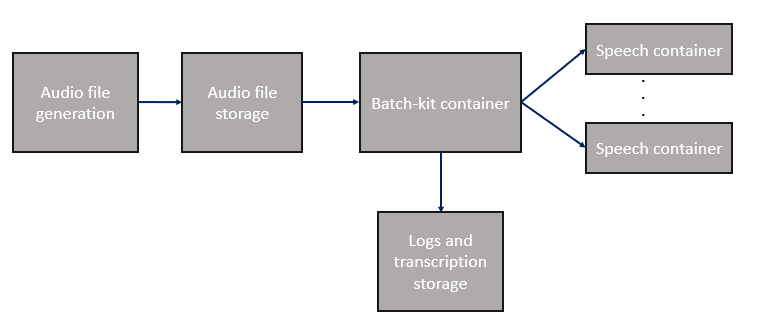 Audio file
generation
Audio file
storage
Batch-kit container
Speech container
Speech container
Logs and
transcription
storage